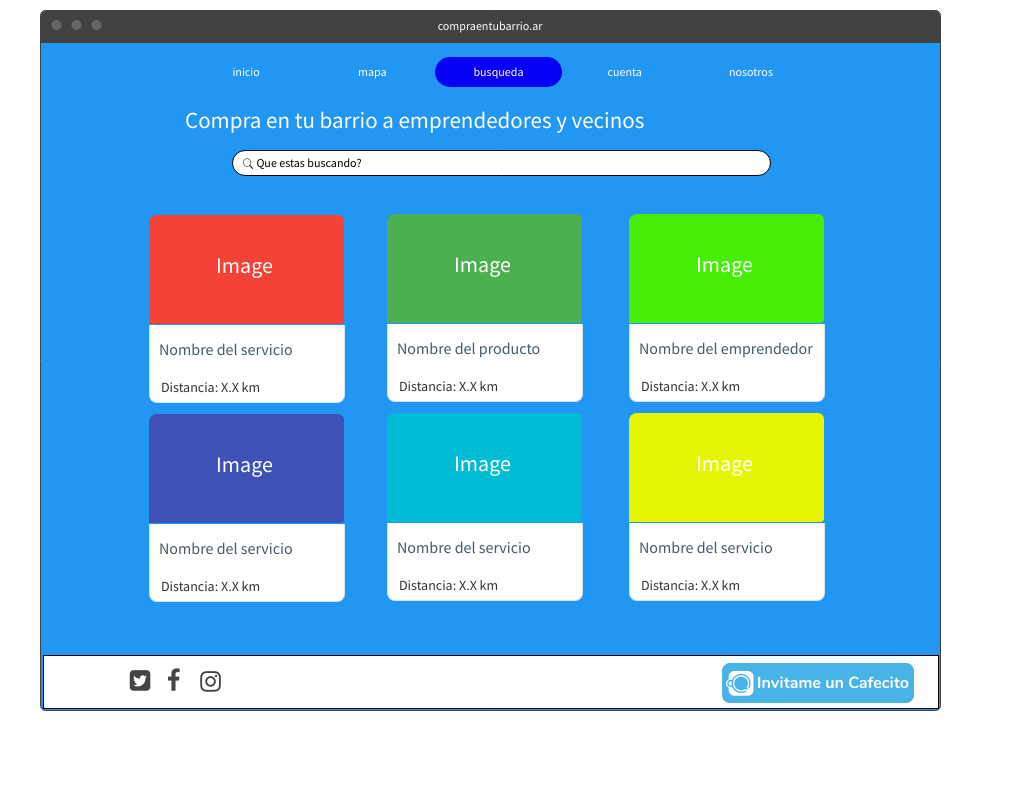 compraentubarrio.ar
inicio mapa busqueda cuenta nosotros
Compra en tu barrio a emprendedores y vecinos
Que estas buscando?
Image Image Image
Nombre del servicio Nombre del producto Nombre del emprendedor
Distancia: X.X km Distancia: X.X km Distancia: X.X km
Image Image Image
Nombre del servicio Nombre del servicio Nombre del servicio
Distancia: X.X km Distancia: X.X km Distancia: X.X km
Invitame un Cafecito